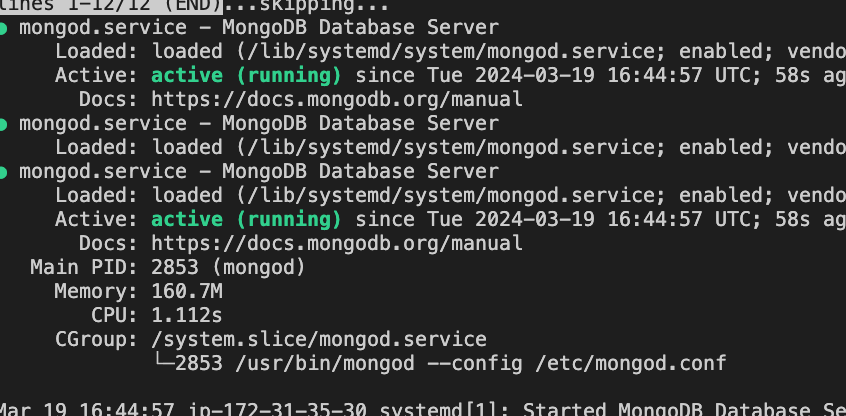 lines 1-12/12 (END)...skipping...
● mongod.service - MongoDB Database Server
Loaded: loaded (/lib/systemd/system/mongod.service; enabled; vendo
Active: active (running) since Tue 2024-03-19 16:44:57 UTC; 58s ag
Docs: https://docs.mongodb.org/manual
● mongod.service - MongoDB Database Server
Loaded: loaded (/lib/systemd/system/mongod.service; enabled; vendo
● mongod.service - MongoDB Database Server
Loaded: loaded (/lib/systemd/system/mongod.service; enabled; vendo
Active: active (running) since Tue 2024-03-19 16:44:57 UTC; 58s ag
Docs: https://docs.mongodb.org/manual
Main PID: 2853 (mongod)
Memory: 160.7M
CPU: 1.112s
CGroup: /system.slice/mongod.service
└─2853 /usr/bin/mongod --config /etc/mongod.conf
Mar 19 16:44:57 ip-172-31-35-30 systemd[1]: Started MongoDB Database Se